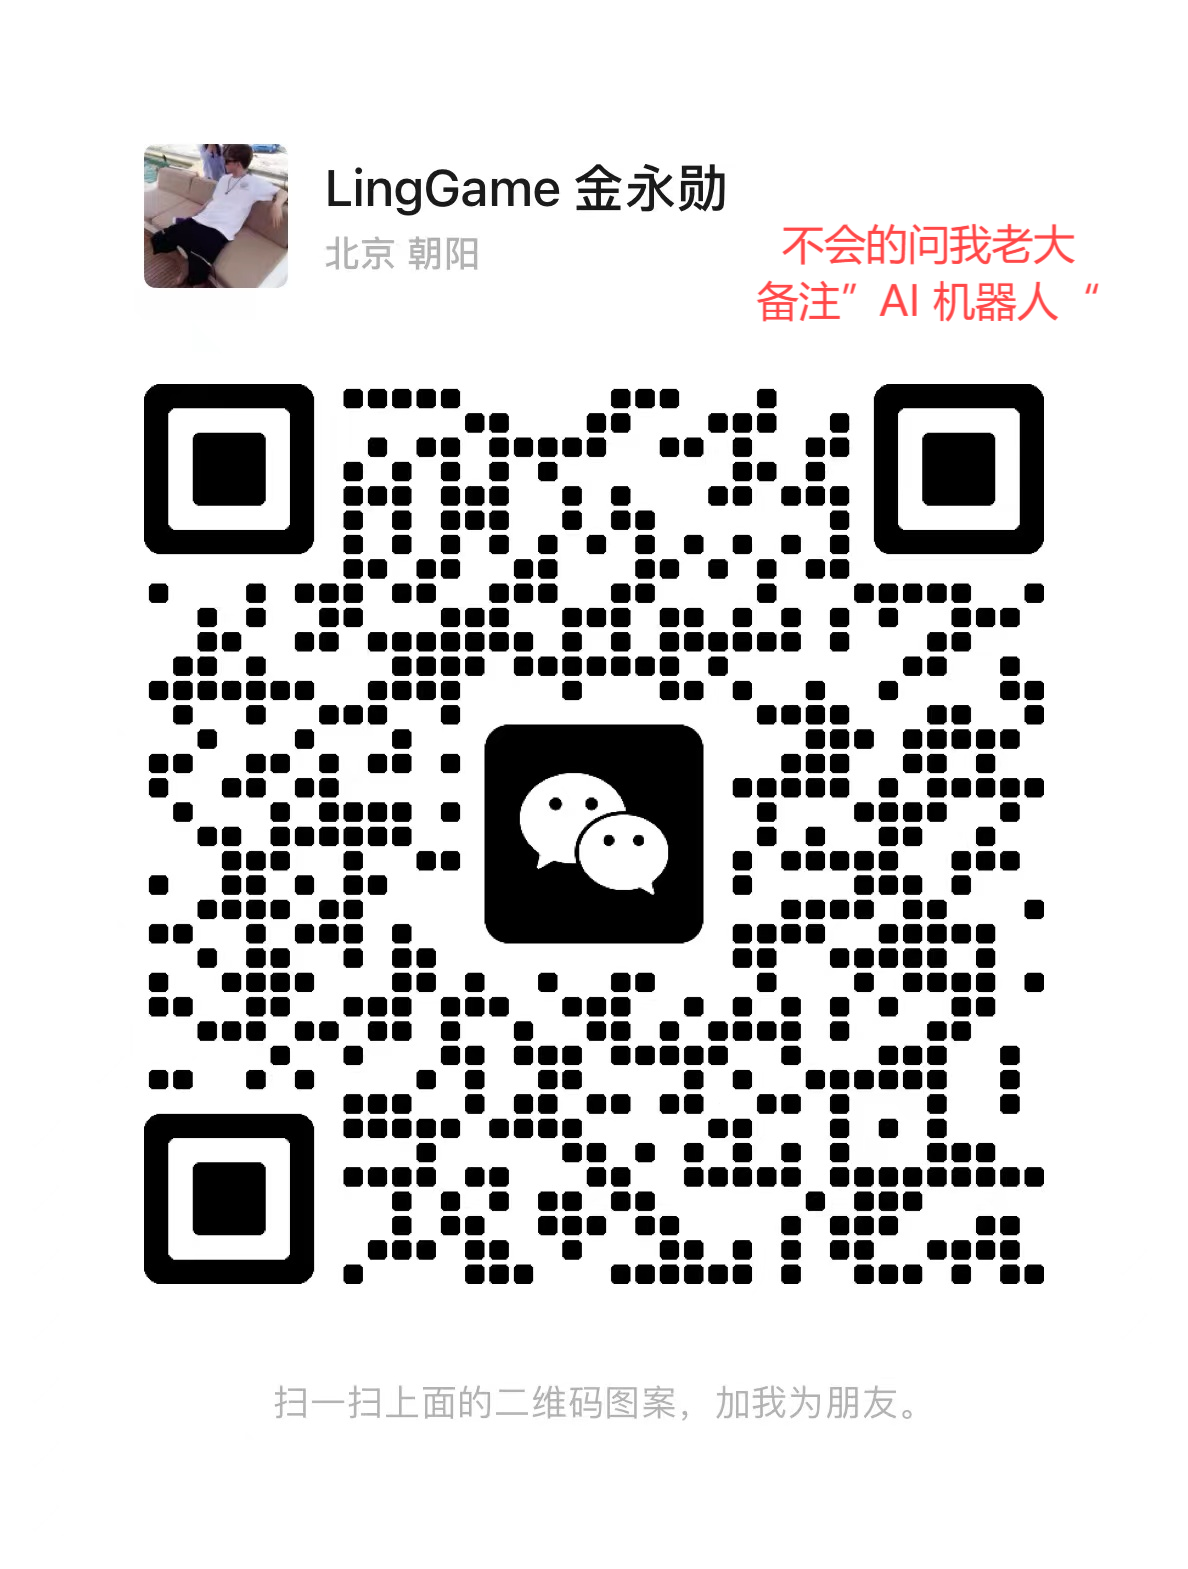 LingGame 金永勋
北京 朝阳
不会的问我老大
备注”AI 机器人“
扫一扫上面的二维码图案，加我为朋友。